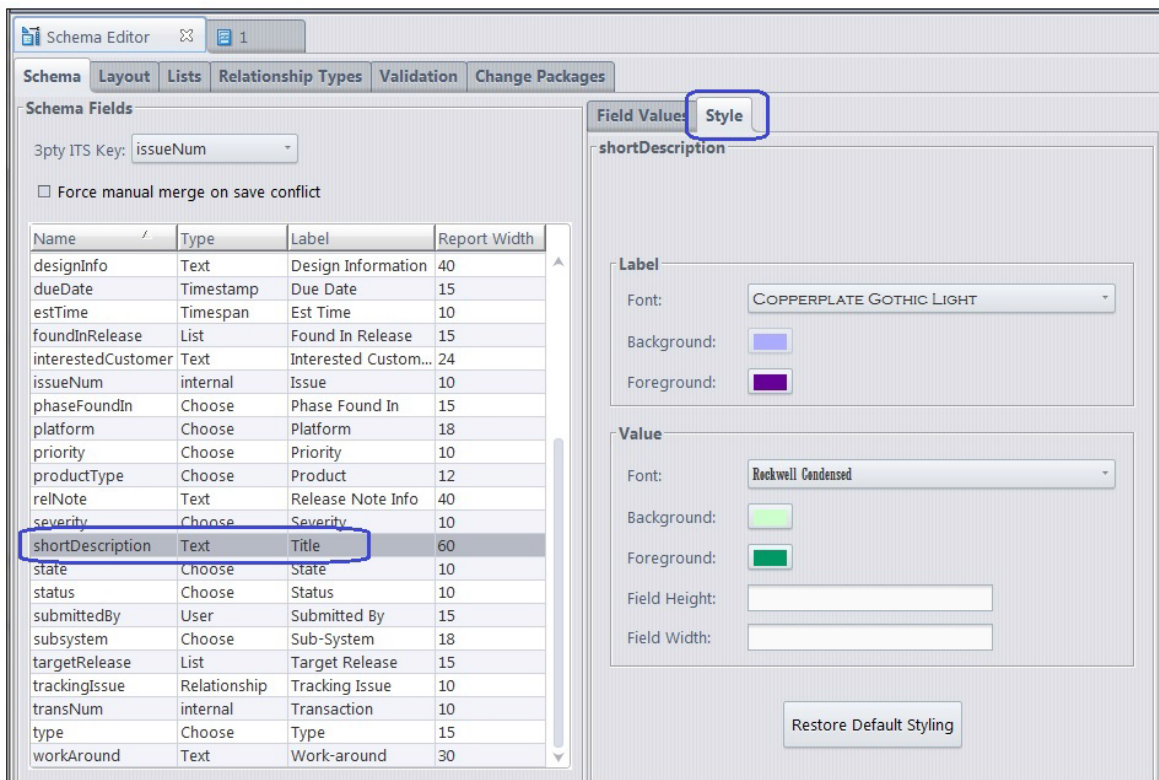 Schema Editor 1
Schema Layout Lists Relationship Types Validation Change Packages
Schema Fields
3pty ITS Key: issueNum
Force manual merge on save conflict
Name Type Label Report Width
designInfo Text Design Information 40
dueDate Timestamp Due Date 15
estTime Timespan Est Time 10
foundInRelease List Found In Release 15
interestedCustomer Text Interested Custom... 24
issueNum internal Issue 10
phaseFoundIn Choose Phase Found In 15
platform Choose Platform 18
priority Choose Priority 10
productType Choose Product 12
relNote Text Release Note Info 40
severity Choose Severity 10
shortDescription Text Title 60
state Choose State 10
status Choose Status 10
submittedBy User Submitted By 15
subsystem Choose Sub-System 18
targetRelease List Target Release 15
trackingIssue Relationship Tracking Issue 10
transNum internal Transaction 10
type Choose Type 15
workAround Text Work-around 30
Field Values Style
shortDescription
Label
Font: COPPERPLATE GOTHIC LIGHT
Background:
Foreground:
Value
Font: Rockwell Condensed
Background:
Foreground:
Field Height:
Field Width:
Restore Default Styling